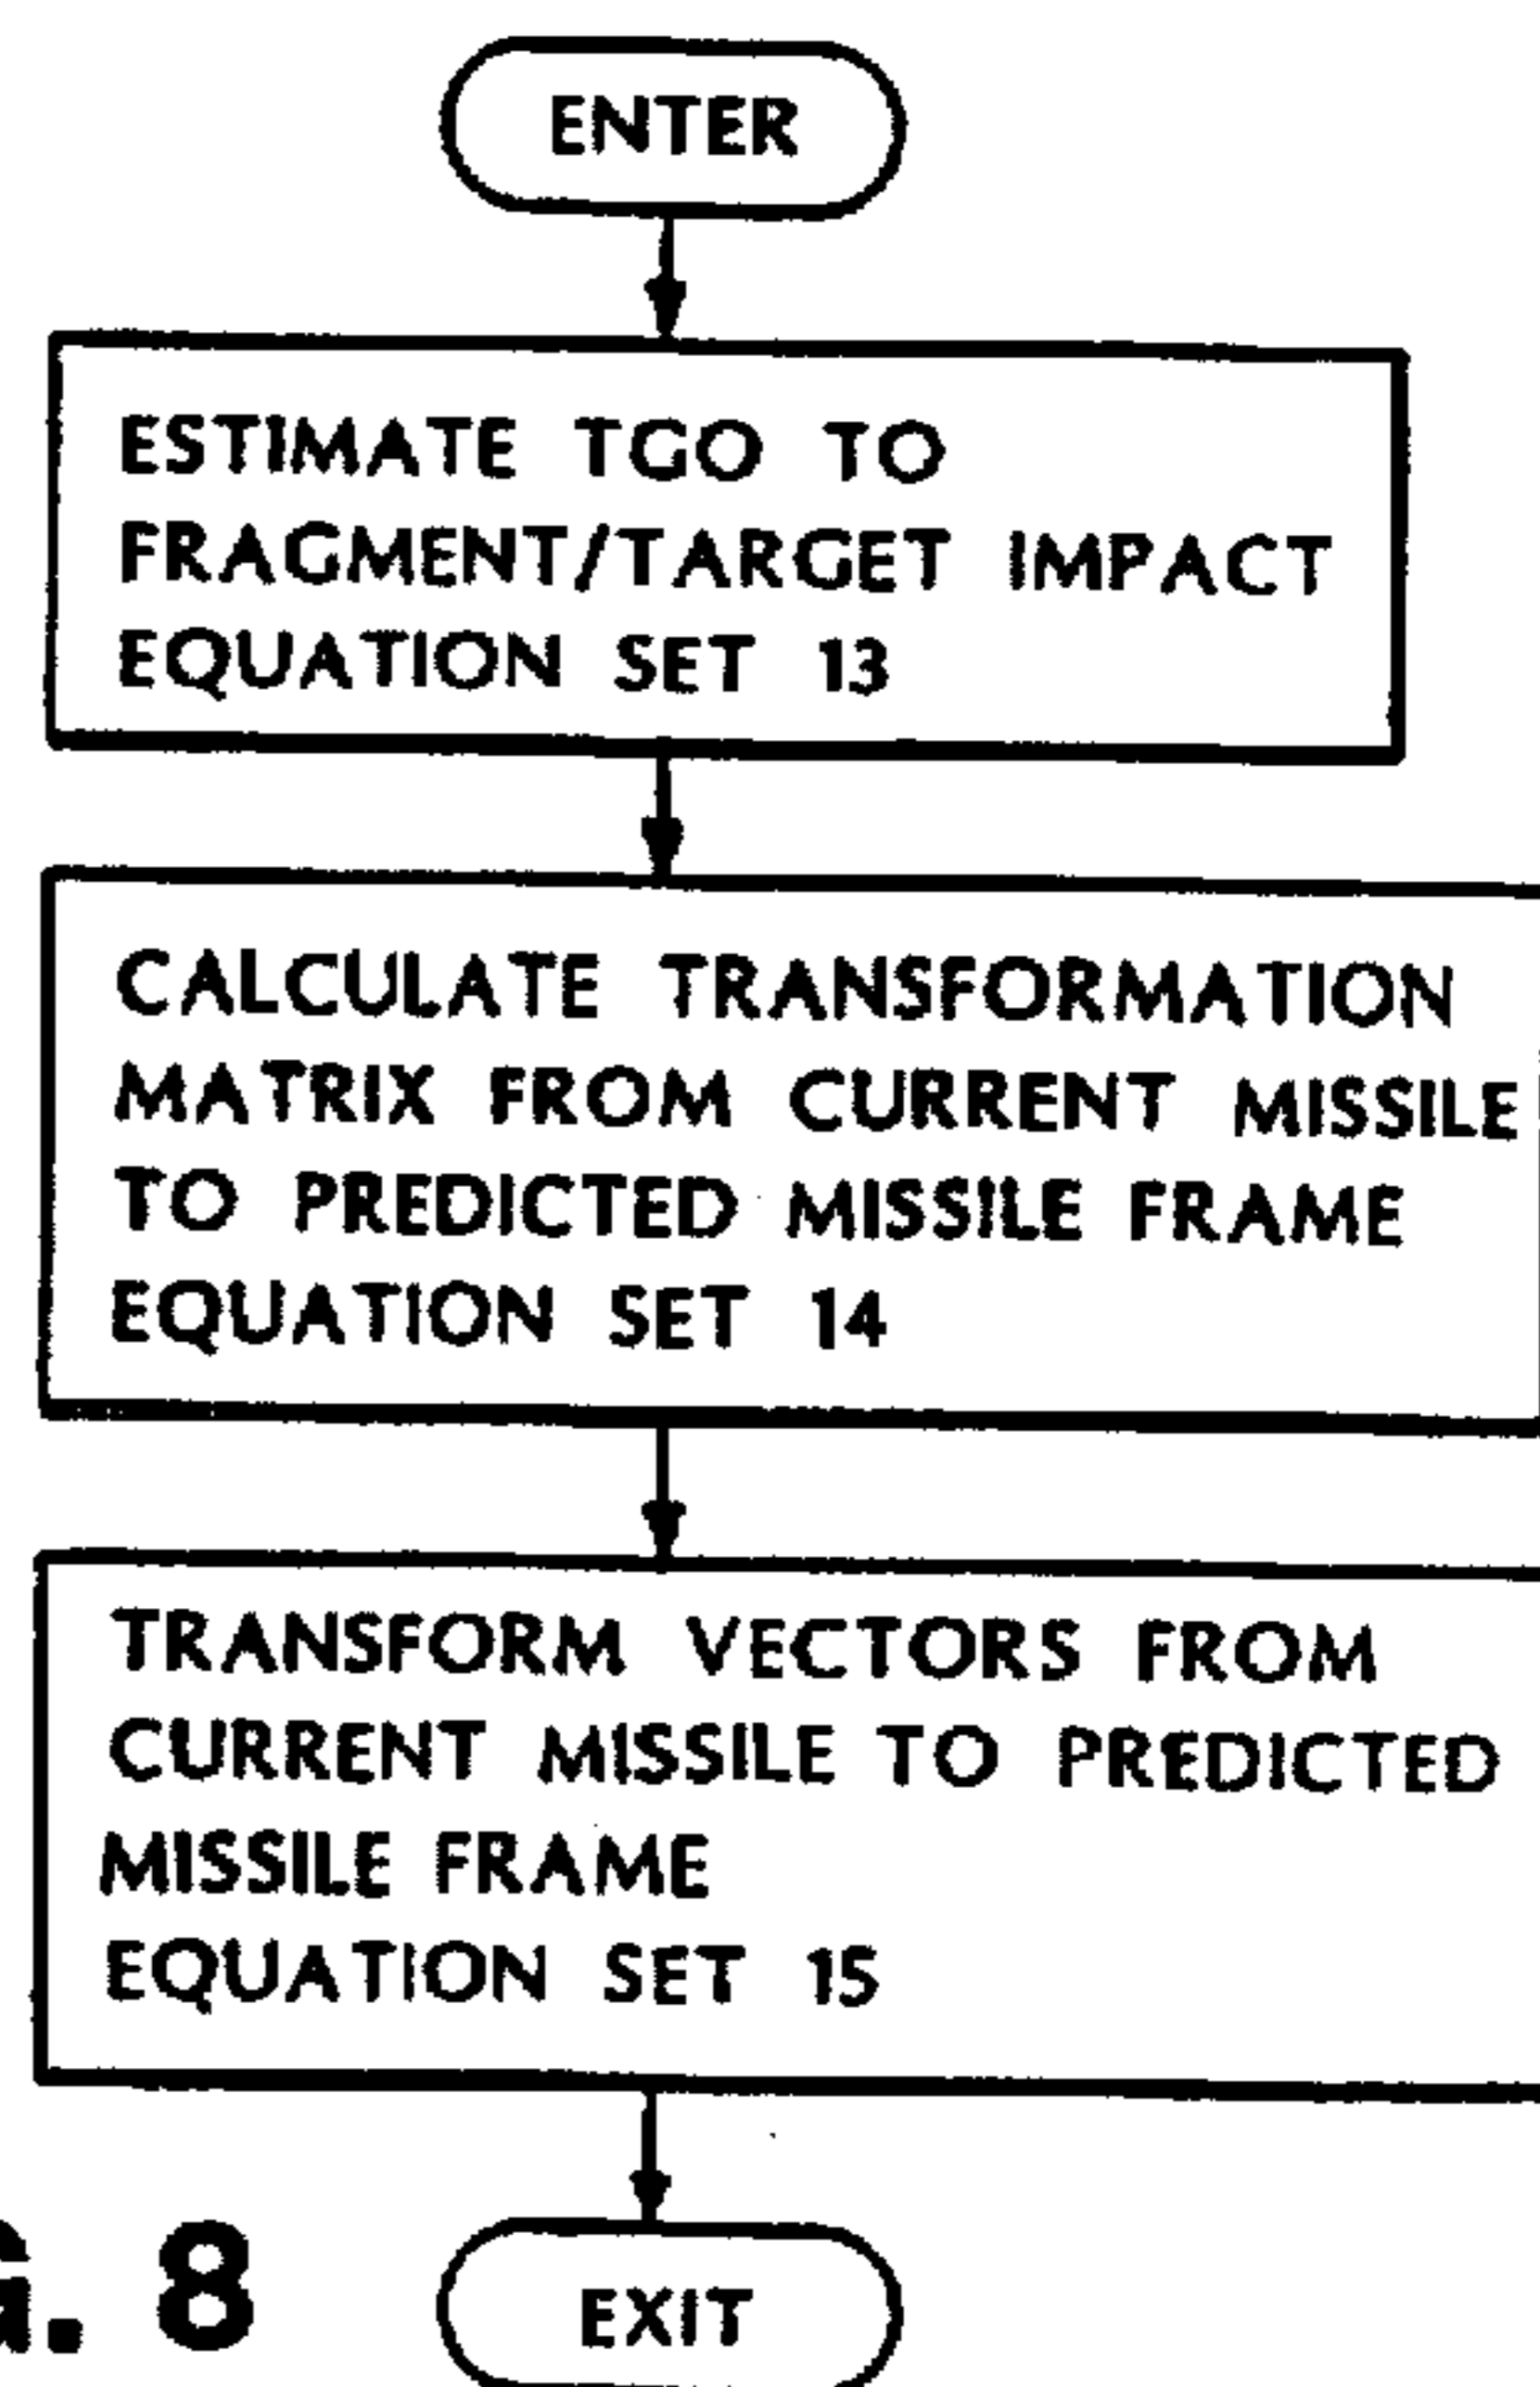 ENTER
ESTIMATE TGO TO
FRAGMENT/TARGET IMPACT
EQUATION SET 13
CALCULATE TRANSFORMATION
MATRIX FROM CURRENT MISSILE
TO PREDICTED MISSILE FRAME
EQUATION SET 14
TRANSFORM VECTORS FROM
CURRENT MISSILE TO PREDICTED
MISSILE FRAME
EQUATION SET 15
8
EXIT